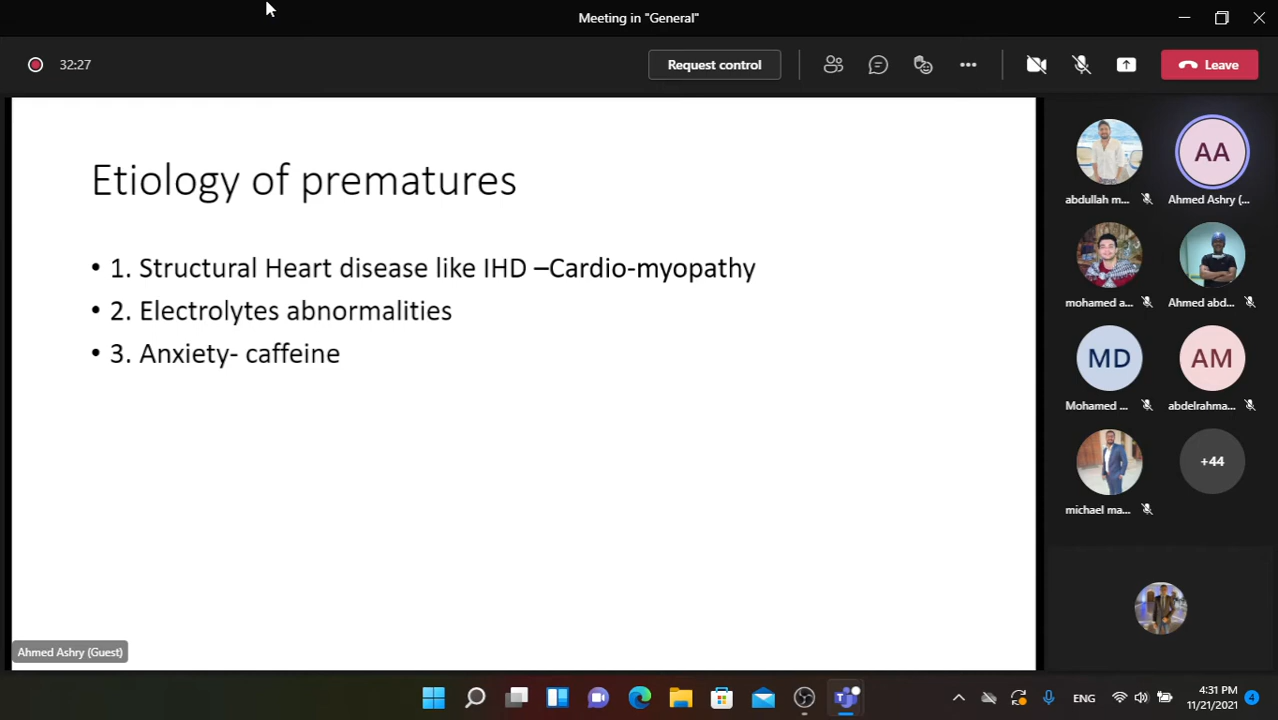 Meeting in "General"
32:27
Request control
Leave
Etiology of prematures
• 1. Structural Heart disease like IHD –Cardio-myopathy
• 2. Electrolytes abnormalities
• 3. Anxiety- caffeine
AA
abdullah m...
Ahmed Ashry (...
mohamed a...
Ahmed abd...
MD
AM
Mohamed ...
abdelrahma...
+44
michael ma...
Ahmed Ashry (Guest)
ENG
4:31 PM
11/21/2021
4